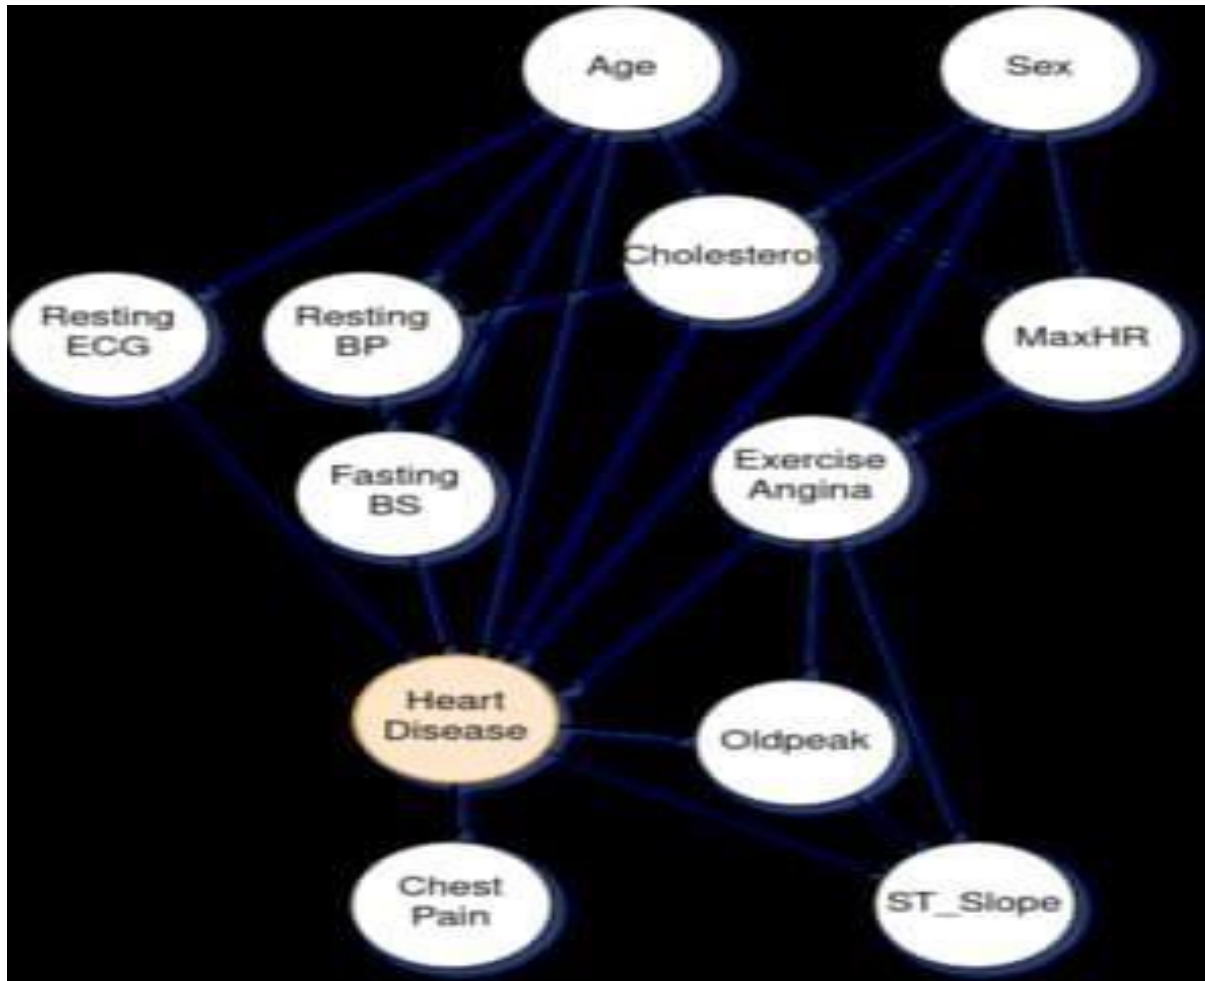 Age
Sex
Cholesterol
Resting
ECG
Resting
BP
MaxHR
Fasting
BS
Exercise
Angina
Heart
Disease
Oldpeak
Chest
Pain
ST_Slope